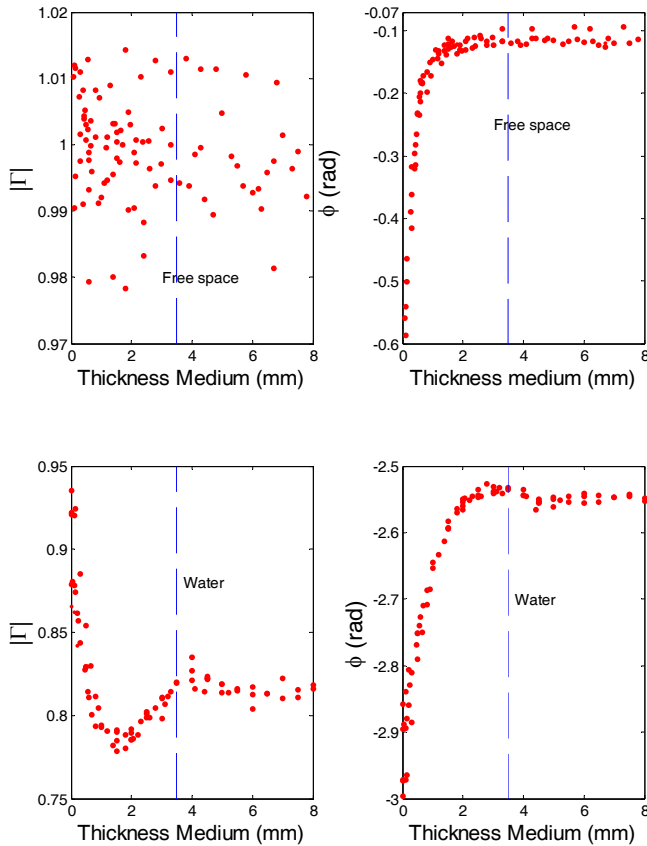 1.02
1.01
1
0.99
0.98
0.97
|Γ|
Free space
0 2 4 6 8
Thickness Medium (mm)
-0.07
-0.1
-0.2
-0.3
-0.4
-0.5
-0.6
ϕ (rad)
Free space
0 2 4 6 8
Thickness medium (mm)
0.95
0.9
0.85
0.8
0.75
|Γ|
Water
0 2 4 6 8
Thickness Medium (mm)
-2.5
-2.6
-2.7
-2.8
-2.9
-3
ϕ (rad)
Water
0 2 4 6 8
Thickness Medium (mm)